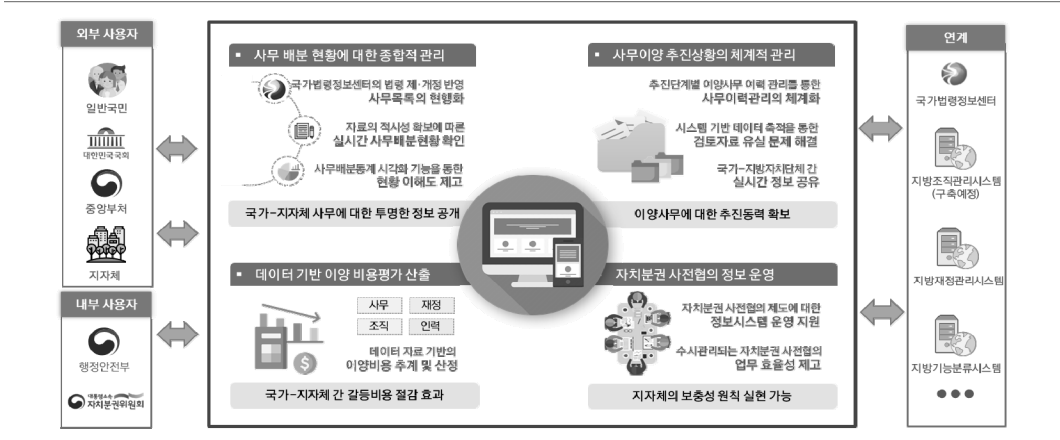 외부 사용자
일반국민
대한민국국회
중앙부처
지자체
내부 사용자
행정안전부
대통령소속
자치분권위원회
▪ 사무 배분 현황에 대한 종합적 관리
국가법령정보센터의 법령 제·개정 반영
사무목록의 현행화
자료의 적시성 확보에 따른
실시간 사무배분현황 확인
사무배분통계 시각화 기능을 통한
현황 이해도 제고
국가-지자체 사무에 대한 투명한 정보 공개
▪ 사무이양 추진상황의 체계적 관리
추진단계별 이양사무 이력 관리를 통한
사무이력관리의 체계화
시스템 기반 데이터 축적을 통한
검토자료 유실 문제 해결
국가-지방자치단체 간
실시간 정보 공유
이양사무에 대한 추진동력 확보
▪ 데이터 기반 이양 비용평가 산출
사무 재정
조직 인력
데이터 자료 기반의
이양비용 추계 및 산정
국가-지자체 간 갈등비용 절감 효과
자치분권 사전협의 정보 운영
자치분권 사전협의 제도에 대한
정보시스템 운영 지원
수시관리되는 자치분권 사전협의
업무 효율성 제고
지자체의 보충성 원칙 실현 가능
연계
국가법령정보센터
지방조직관리시스템
(구축예정)
지방재정관리시스템
지방기능분류시스템